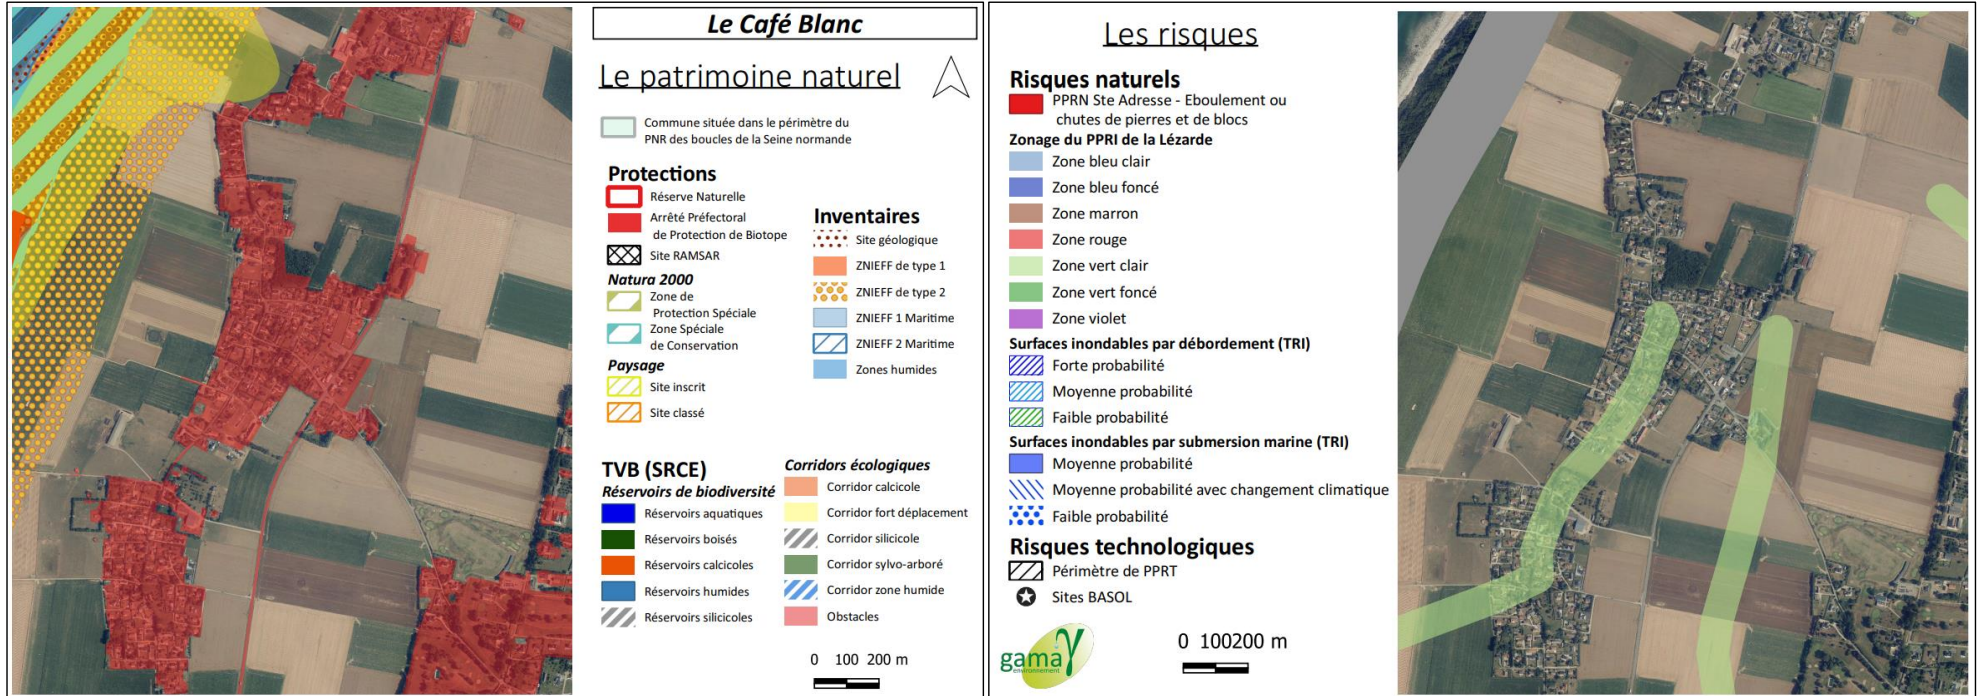 Le Café Blanc
Le patrimoine naturel
Commune située dans le périmètre du
PNR des boucles de la Seine normande
Protections
Réserve Naturelle
Arrêté Préfectoral
de Protection de Biotope
Site RAMSAR
Natura 2000
Zone de
Protection Spéciale
Zone Spéciale
de Conservation
Paysage
Site inscrit
Site classé
Inventaires
Site géologique
ZNIEFF de type 1
ZNIEFF de type 2
ZNIEFF 1 Maritime
ZNIEFF 2 Maritime
Zones humides
TVB (SRCE)
Réservoirs de biodiversité
Réservoirs aquatiques
Réservoirs boisés
Réservoirs calcicoles
Réservoirs humides
Réservoirs silicicoles
Corridors écologiques
Corridor calcicole
Corridor fort déplacement
Corridor silicicole
Corridor sylvo-arboré
Corridor zone humide
Obstacles
0 100 200 m
Les risques
Risques naturels
PPRN Ste Adresse - Eboulement ou
chutes de pierres et de blocs
Zonage du PPRI de la Lézarde
Zone bleu clair
Zone bleu foncé
Zone marron
Zone rouge
Zone vert clair
Zone vert foncé
Zone violet
Surfaces inondables par débordement (TRI)
Forte probabilité
Moyenne probabilité
Faible probabilité
Surfaces inondables par submersion marine (TRI)
Moyenne probabilité
Moyenne probabilité avec changement climatique
Faible probabilité
Risques technologiques
Périmètre de PPRT
Sites BASOL
gama γ
environnement
0 100200 m